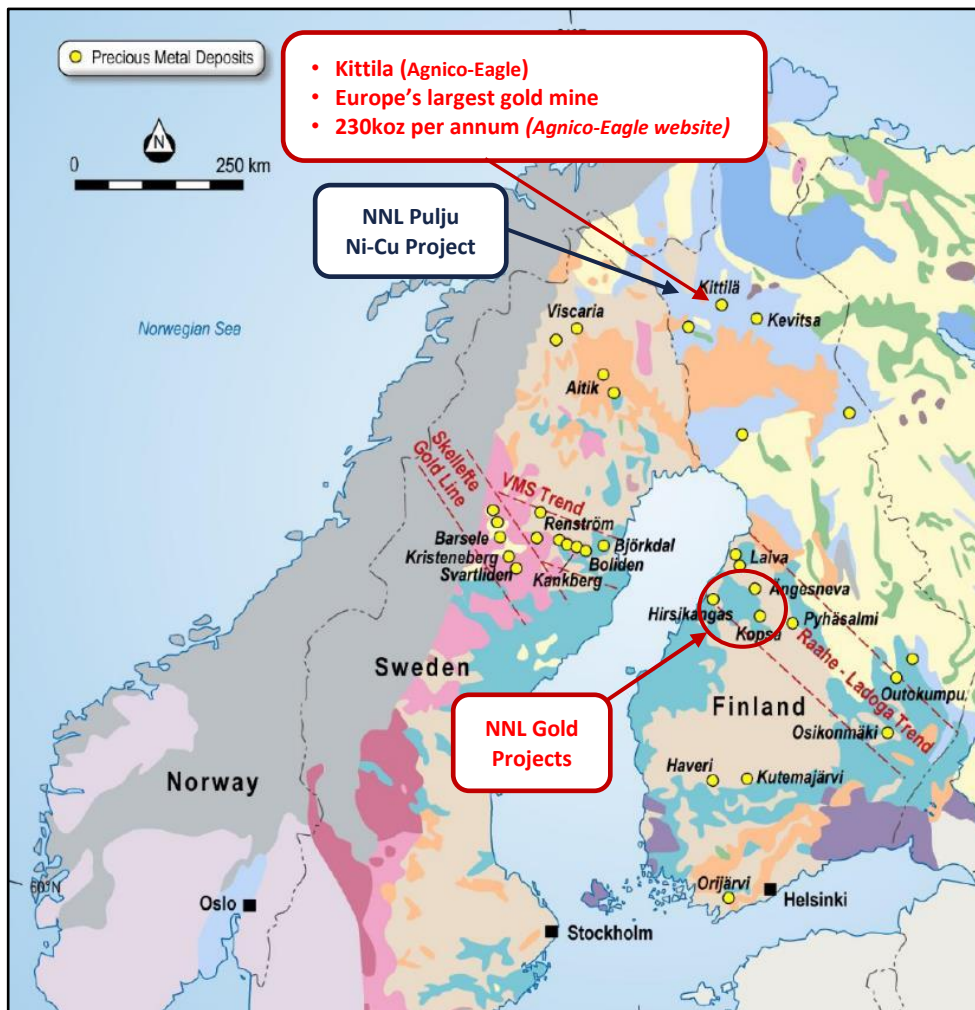 Precious Metal Deposits
N
0 250 km
• Kittila (Agnico-Eagle)
• Europe's largest gold mine
• 230koz per annum (Agnico-Eagle website)
NNL Pulju
Ni-Cu Project
Norwegian Sea
Kittilä
Kevitsa
Viscaria
Aitik
Skellefte
Gold Line
VMS Trend
Renström
Barsele
Björkdal
Kristeneberg
Boliden
Svartliden
Kankberg
Laiva
Ängesneva
Hirsikangas
Pyhäsalmi
Kopsa
Raahe - Ladoga Trend
Sweden
Outokumpu
Finland
NNL Gold
Projects
Osikonmäki
Haveri
Kutemajärvi
Norway
60°N
Orijärvi
Helsinki
Oslo
Stockholm